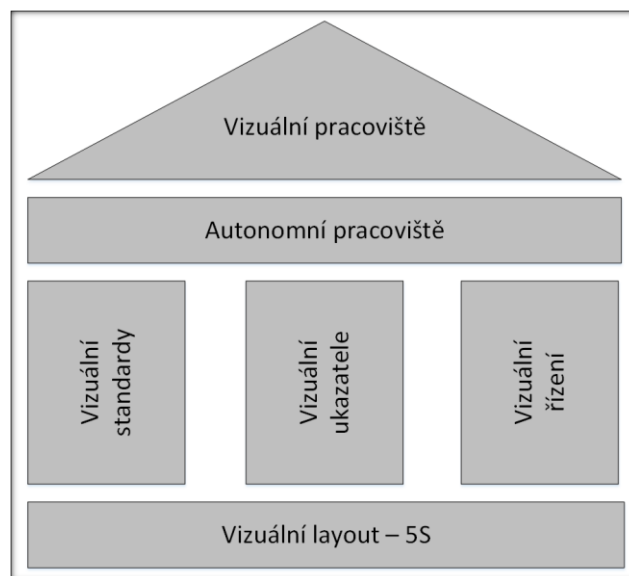 Vizuální pracoviště
Autonomní pracoviště
Vizuální
standardy
Vizuální
ukazatele
Vizuální
řízení
Vizuální layout – 5S